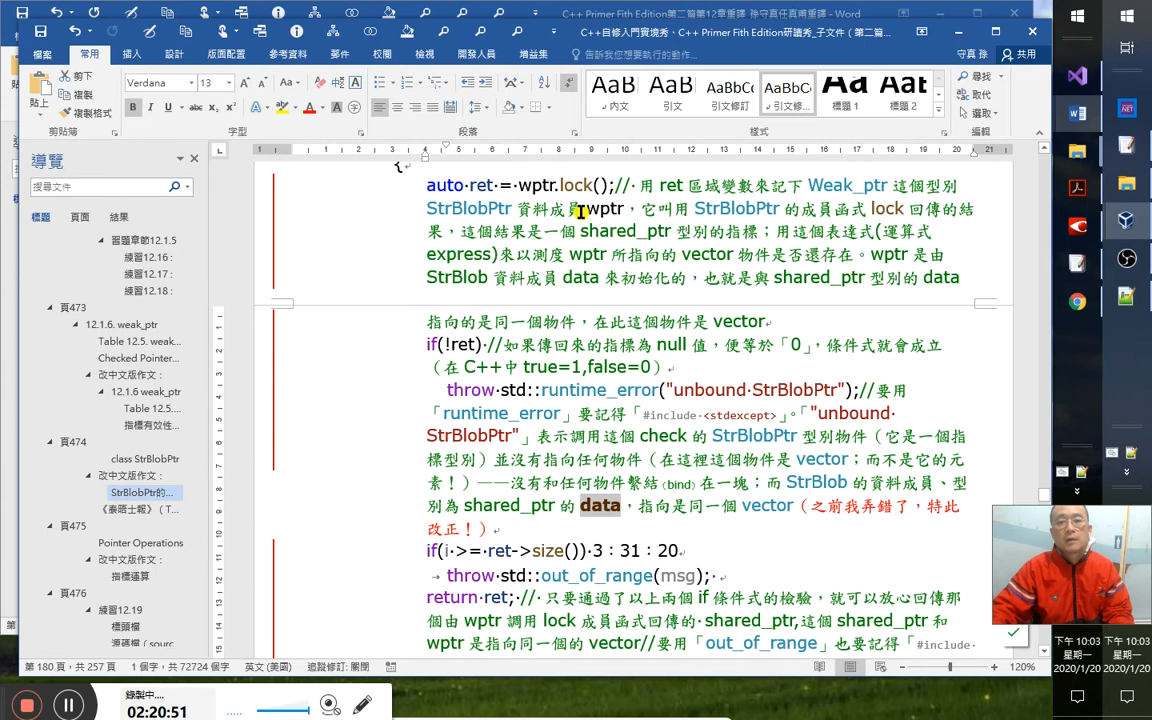 C++ Primer Fith Edition第二篇第12章重譯 孫守真任真甫重譯 - Word
C++自修入門實境秀、C++ Primer Fith Edition研讀秀_子文件（第二篇...
檔案
常用
插入
設計
版面配置
參考資料
郵件
校閱
檢視
開發人員
增益集
告訴我您想要執行的動作...
守真 孫
共用
貼上
剪下
複製
複製格式
剪貼簿
Verdana
13
字型
段落
AaBb
內文
AaBb
引文
AaBbCc
引文修訂
AaBbCc
引文修...
AaBb
標題 1
AaBb
標題 2
樣式
尋找
取代
選取
編輯
導覽
搜尋文件
標題
頁面
結果
習題章節12.1.5
練習12.16 :
練習12.17 :
練習12.18 :
頁473
12.1.6. weak_ptr
Table 12.5. weak...
Checked Pointer...
改中文版作文：
12.1.6 weak_ptr
Table 12.5....
指標有效性...
頁474
class StrBlobPtr
改中文版作文：
StrBlobPtr的...
《泰晤士報》（T...
頁475
Pointer Operations
改中文版作文：
指標運算
頁476
練習12.19
標頭檔
源碼檔（sourc
{
auto ret = wptr.lock();// 用 ret 區域變數來記下 Weak_ptr 這個型別
StrBlobPtr 資料成員wptr，它叫用 StrBlobPtr 的成員函式 lock 回傳的結
果，這個結果是一個 shared_ptr 型別的指標；用這個表達式(運算式
express)來以測度 wptr 所指向的 vector 物件是否還存在。wptr 是由
StrBlob 資料成員 data 來初始化的，也就是與 shared_ptr 型別的 data
指向的是同一個物件，在此這個物件是 vector
if(!ret) //如果傳回來的指標為 null 值，便等於「0」，條件式就會成立
（在 C++中 true=1,false=0）
throw std::runtime_error("unbound StrBlobPtr");//要用
「runtime_error」要記得「#include <stdexcept>」。「"unbound
StrBlobPtr"」表示調用這個 check 的 StrBlobPtr 型別物件（它是一個指
標型別）並沒有指向任何物件（在這裡這個物件是 vector；而不是它的元
素！）——沒有和任何物件繫結（bind）在一塊；而 StrBlob 的資料成員、型
別為 shared_ptr 的 data，指向是同一個 vector（之前我弄錯了，特此
改正！）
if(i >= ret->size()) 3：31：20
throw std::out_of_range(msg);
return ret; // 只要通過了以上兩個 if 條件式的檢驗，就可以放心回傳那
個由 wptr 調用 lock 成員函式回傳的 shared_ptr,這個 shared_ptr 和
wptr 是指向同一個的 vector//要用「out_of_range」也要記得「#include
第 180 頁，共 257 頁
1 個字，共 72724 個字
英文 (美國)
追蹤修訂: 關閉
120%
錄製中....
02:20:51
下午 10:03
星期一
2020/1/20
下午 10:03
星期一
2020/1/20